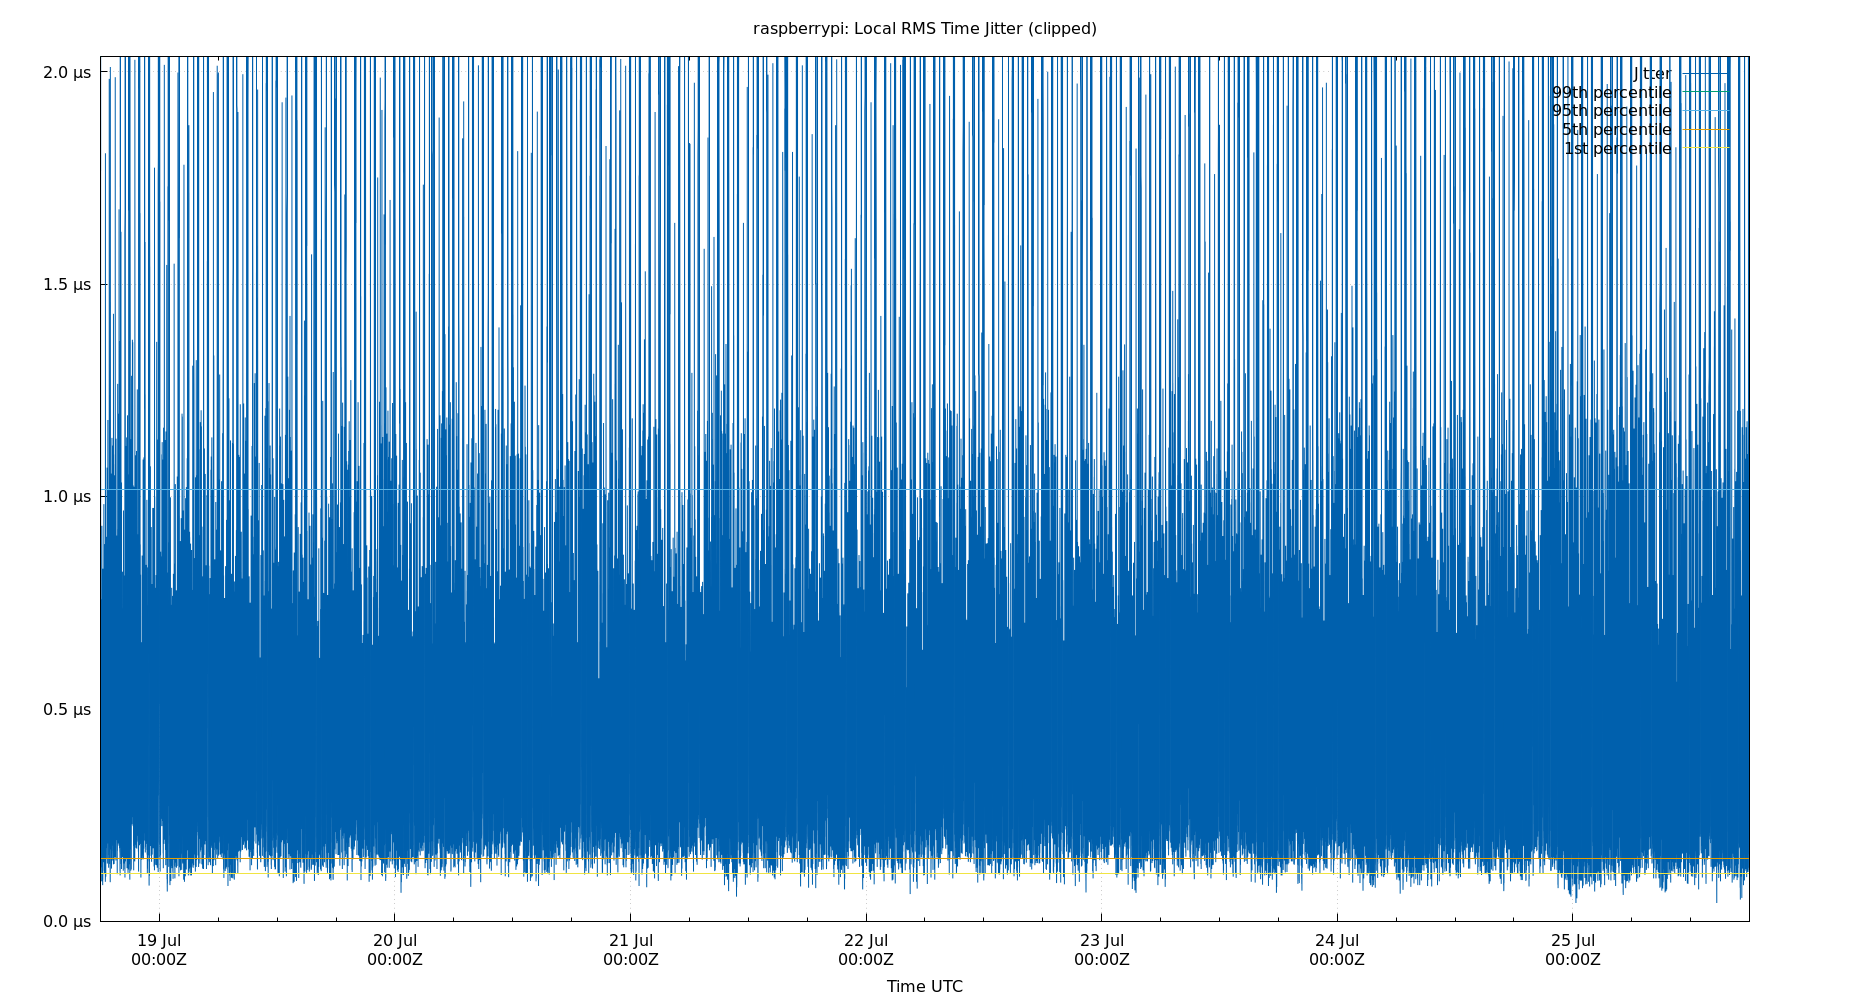 raspberrypi: Local RMS Time Jitter (clipped)
2.0 µs
1.5 µs
1.0 µs
0.5 µs
0.0 µs
Jitter
99th percentile
95th percentile
5th percentile
1st percentile
19 Jul 20 Jul 21 Jul 22 Jul 23 Jul 24 Jul 25 Jul
00:00Z 00:00Z 00:00Z 00:00Z 00:00Z 00:00Z 00:00Z
Time UTC